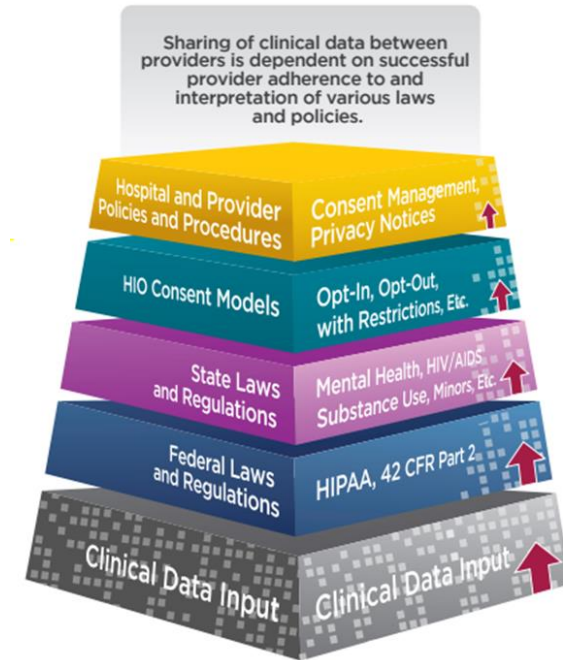 Sharing of clinical data between
providers is dependent on successful
provider adherence to and
interpretation of various laws
and policies.
Hospital and Provider
Policies and Procedures
Consent Management,
Privacy Notices
HIO Consent Models
Opt-In, Opt-Out,
with Restrictions, Etc.
State Laws
and Regulations
Mental Health, HIV/AIDS
Substance Use, Minors, Etc.
Federal Laws
and Regulations
HIPAA, 42 CFR Part 2
Clinical Data Input
Clinical Data Input